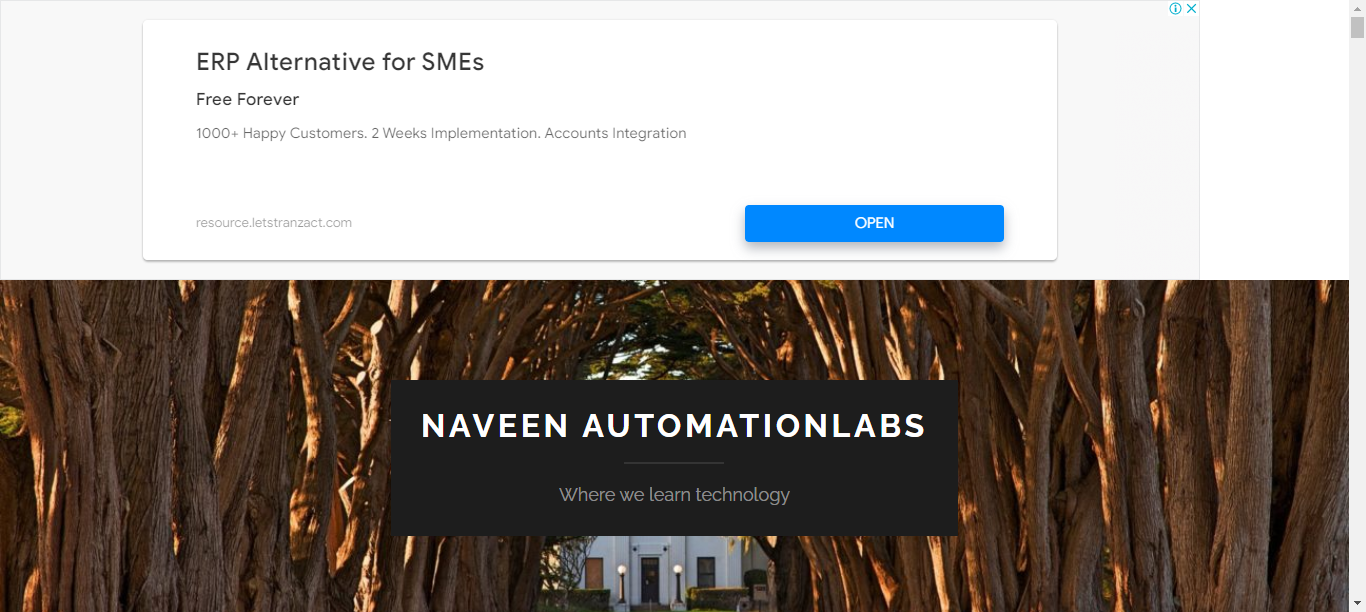 ERP Alternative for SMEs
Free Forever
1000+ Happy Customers. 2 Weeks Implementation. Accounts Integration
resource.letstranzact.com
OPEN
NAVEEN AUTOMATIONLABS
Where we learn technology